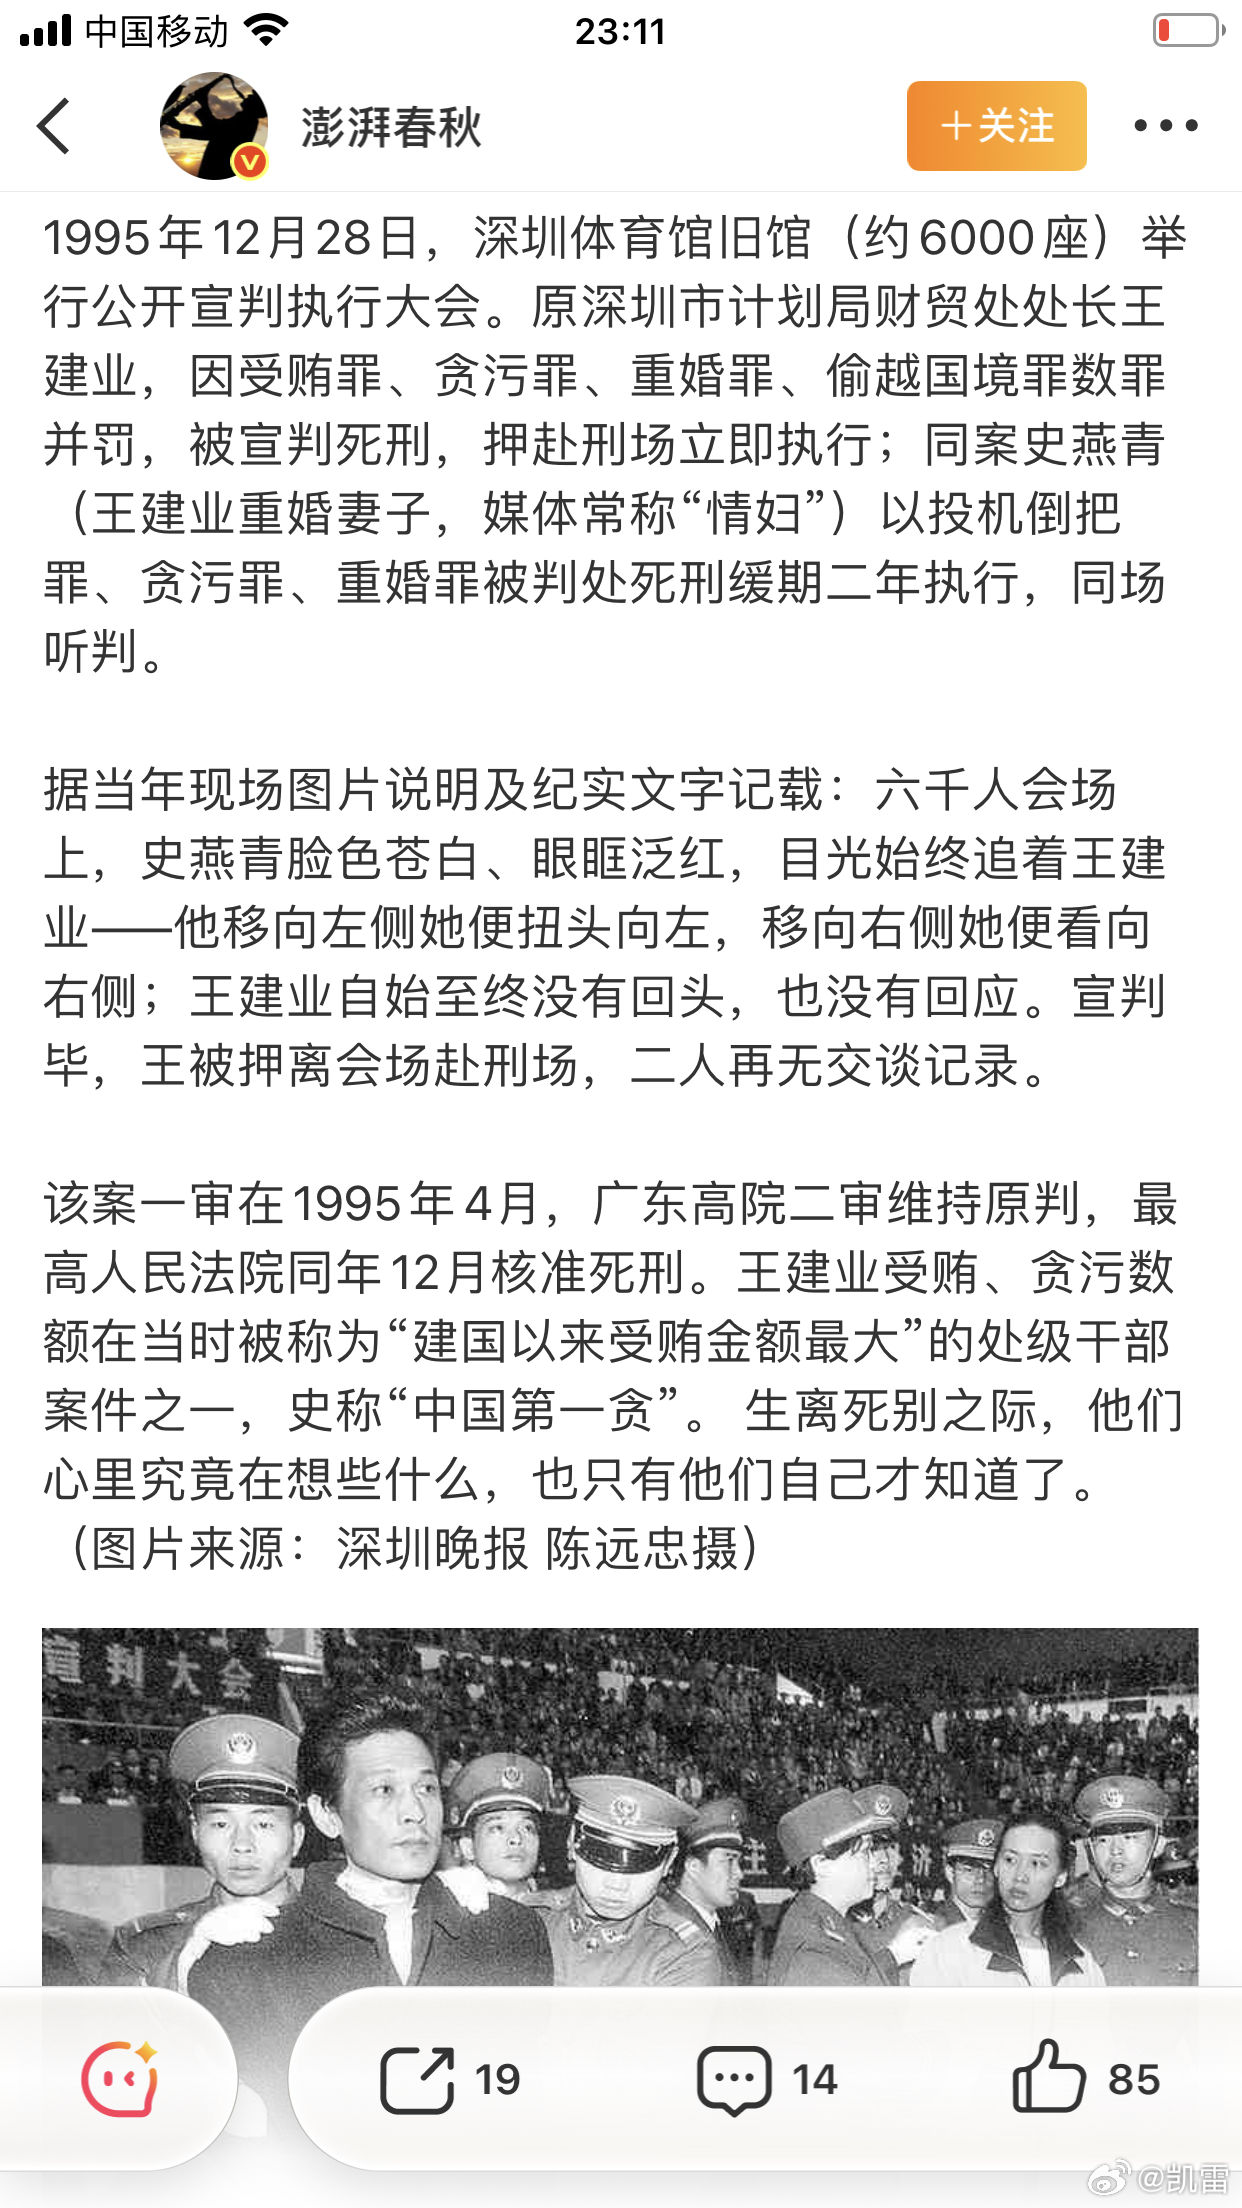 中国移动
23:11
澎湃春秋
+关注
1995年12月28日，深圳体育馆旧馆（约6000座）举
行公开宣判执行大会。原深圳市计划局财贸处处长王
建业，因受贿罪、贪污罪、重婚罪、偷越国境罪数罪
并罚，被宣判死刑，押赴刑场立即执行；同案史燕青
（王建业重婚妻子，媒体常称“情妇”）以投机倒把
罪、贪污罪、重婚罪被判处死刑缓期二年执行，同场
听判。
据当年现场图片说明及纪实文字记载：六千人会场
上，史燕青脸色苍白、眼眶泛红，目光始终追着王建
业——他移向左侧她便扭头向左，移向右侧她便看向
右侧；王建业自始至终没有回头，也没有回应。宣判
毕，王被押离会场赴刑场，二人再无交谈记录。
该案一审在1995年4月，广东高院二审维持原判，最
高人民法院同年12月核准死刑。王建业受贿、贪污数
额在当时被称为“建国以来受贿金额最大”的处级干部
案件之一，史称“中国第一贪”。 生离死别之际，他们
心里究竟在想些什么，也只有他们自己才知道了。
（图片来源：深圳晚报 陈远忠摄）
宣判大会
19
14
85
@凯雷